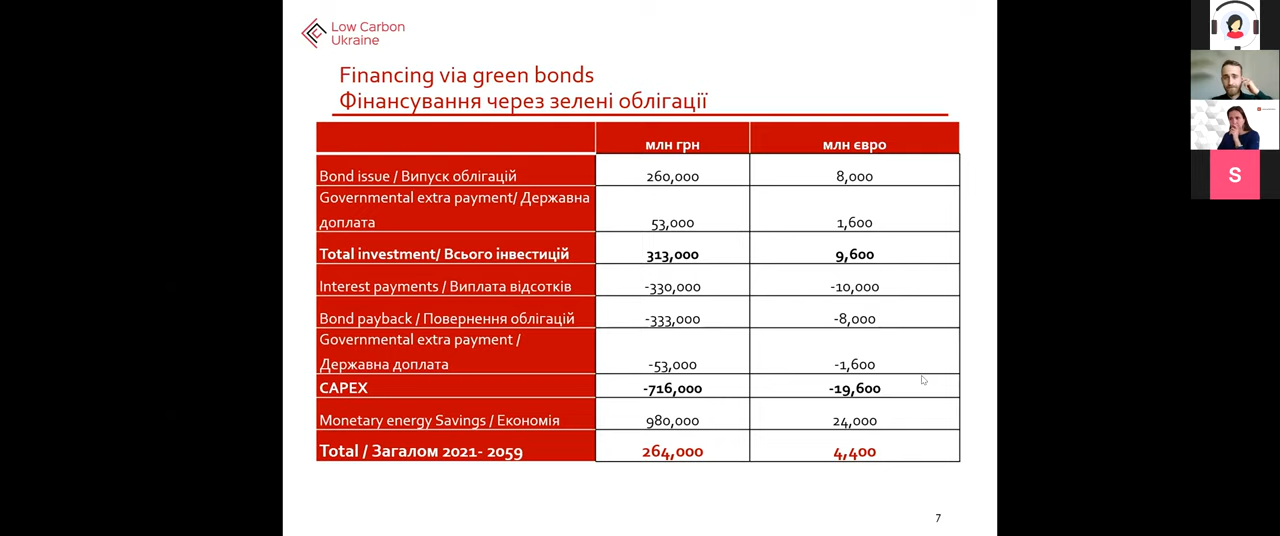 Low Carbon
Ukraine
Financing via green bonds
Фінансування через зелені облігації
млн грн млн євро
Bond issue / Випуск облігацій 260,000 8,000
Governmental extra payment/ Державна
доплата 53,000 1,600
Total investment/ Всього інвестицій 313,000 9,600
Interest payments / Виплата відсотків -330,000 -10,000
Bond payback / Повернення облігацій -333,000 -8,000
Governmental extra payment /
Державна доплата -53,000 -1,600
CAPEX -716,000 -19,600
Monetary energy Savings / Економія 980,000 24,000
Total / Загалом 2021- 2059 264,000 4,400
7
S